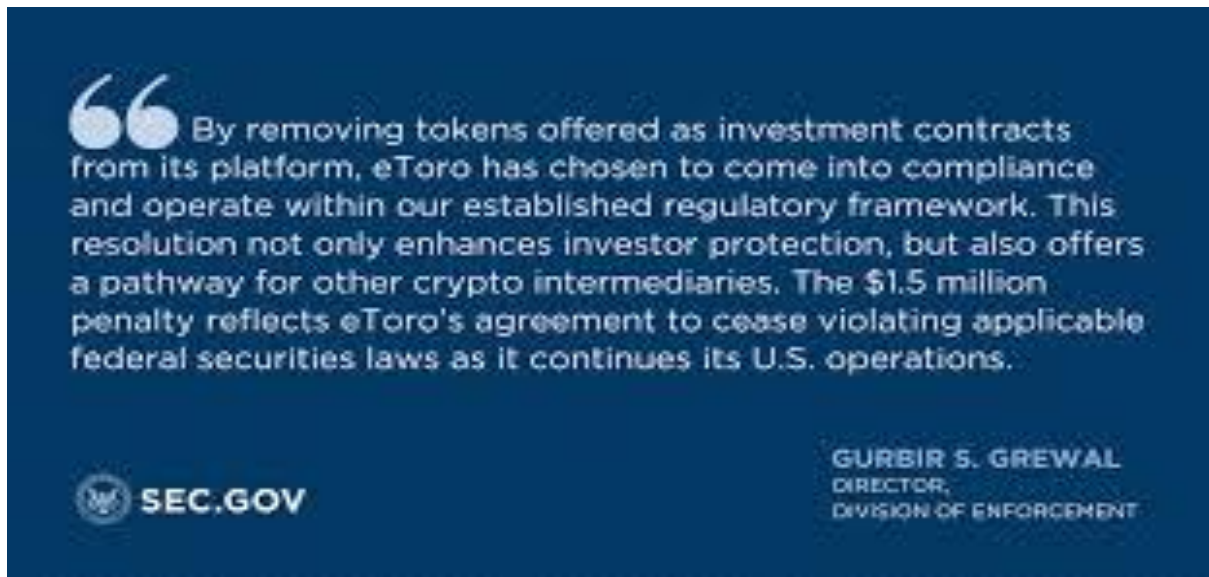 “ By removing tokens offered as investment contracts
from its platform, eToro has chosen to come into compliance
and operate within our established regulatory framework. This
resolution not only enhances investor protection, but also offers
a pathway for other crypto intermediaries. The $1.5 million
penalty reflects eToro's agreement to cease violating applicable
federal securities laws as it continues its U.S. operations.
GURBIR S. GREWAL
DIRECTOR,
DIVISION OF ENFORCEMENT
SEC.GOV